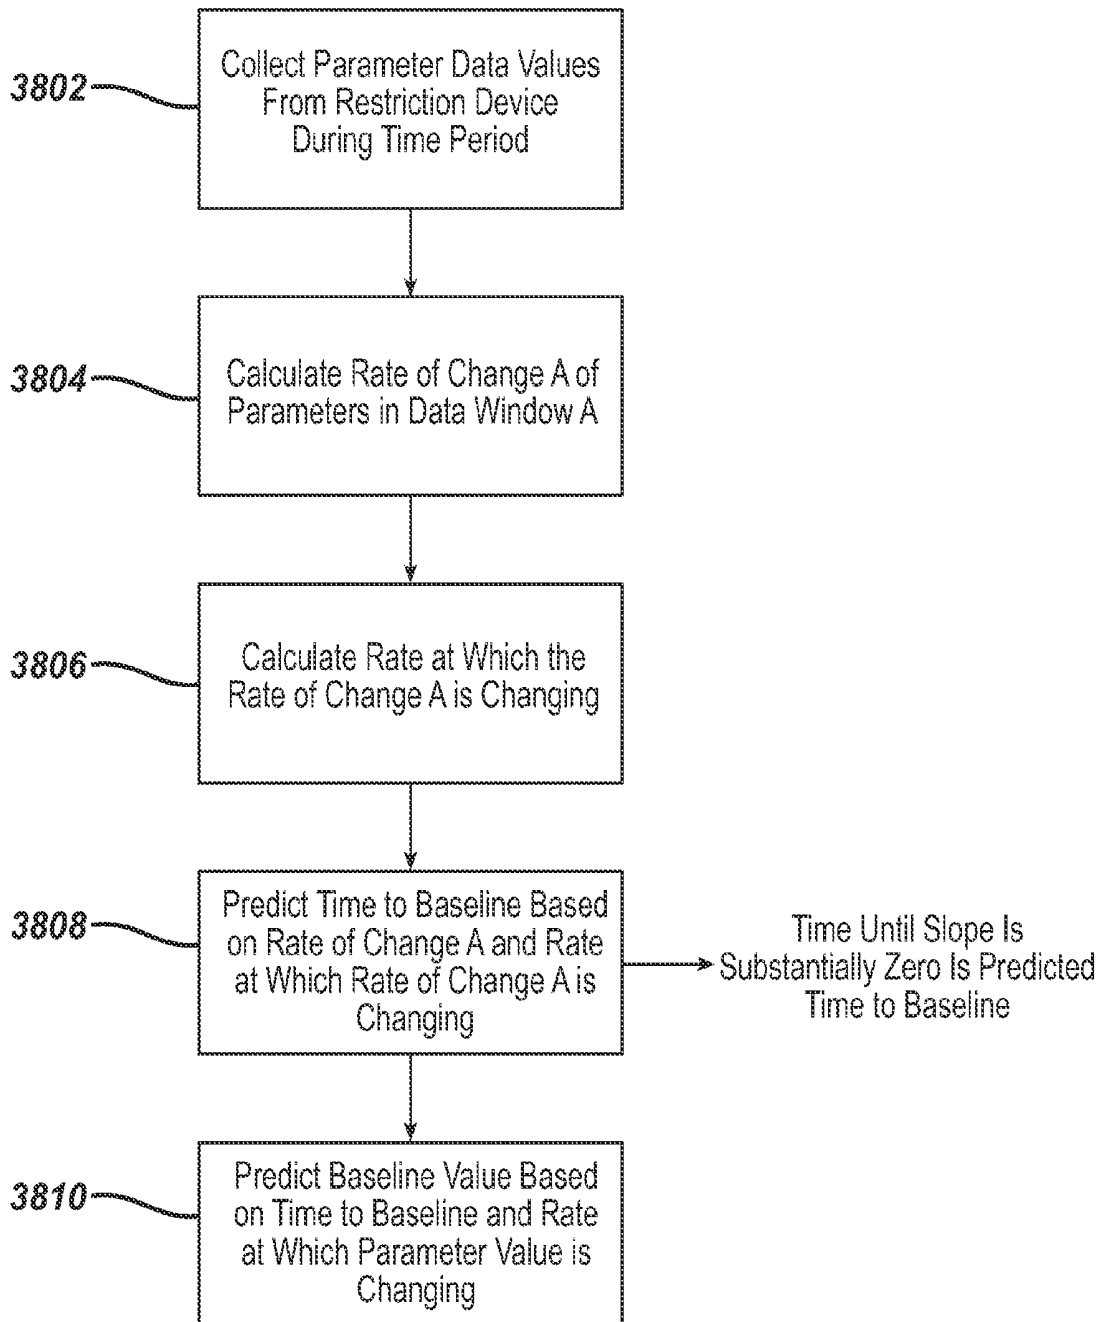 3802
Collect Parameter Data Values
From Restriction Device
During Time Period
3804
Calculate Rate of Change A of
Parameters in Data Window A
3806
Calculate Rate at Which the
Rate of Change A is Changing
3808
Predict Time to Baseline Based
on Rate of Change A and Rate
at Which Rate of Change A is
Changing
Time Until Slope Is
Substantially Zero Is Predicted
Time to Baseline
3810
Predict Baseline Value Based
on Time to Baseline and Rate
at Which Parameter Value is
Changing